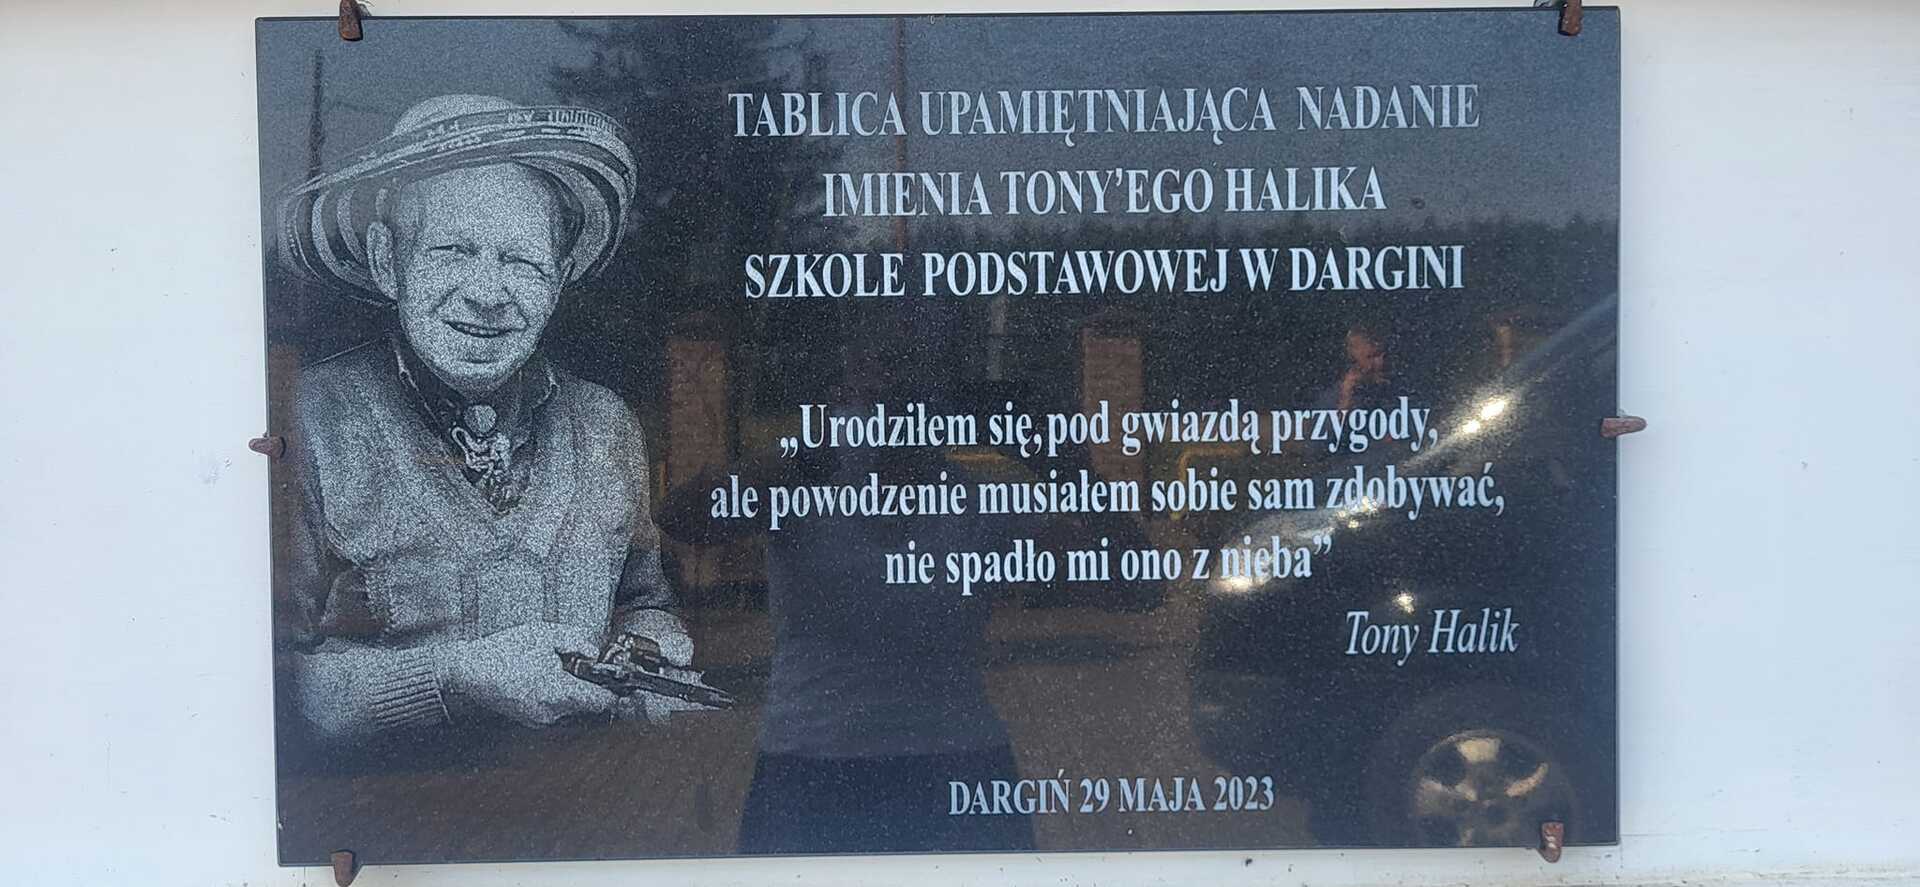 TABLICA UPAMIĘTNIAJĄCA NADANIE
IMIENIA TONY'EGO HALIKA
SZKOLE PODSTAWOWEJ W DARGINI
„Urodziłem się, pod gwiazdą przygody,
ale powodzenie musiałem sobie sam zdobywać,
nie spadło mi ono z nieba”
Tony Halik
DARGIŃ 29 MAJA 2023